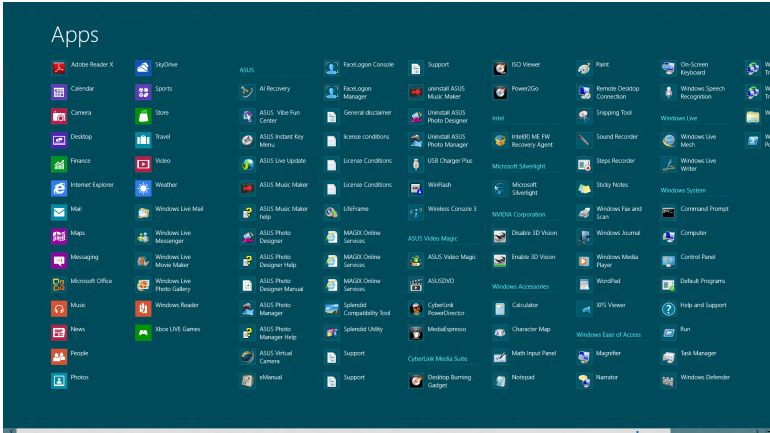 Apps
Adobe Reader X
Calendar
Camera
Desktop
Finance
Internet Explorer
Mail
Maps
Messaging
Microsoft Office
Music
News
People
Photos
SkyDrive
Sports
Store
Travel
Video
Weather
Windows Live Mail
Windows Live
Messenger
Windows Live
Movie Maker
Windows Live
Photo Gallery
Windows Reader
Xbox LIVE Games
ASUS
AI Recovery
ASUS Vibe Fun
Center
ASUS Instant Key
Menu
ASUS Live Update
ASUS Music Maker
ASUS Music Maker
help
ASUS Photo
Designer
ASUS Photo
Designer Help
ASUS Photo
Designer Manual
ASUS Photo
Manager
ASUS Photo
Manager Help
ASUS Virtual
Camera
eManual
FaceLogon Console
FaceLogon
Manager
General disclaimer
license conditions
License Conditions
License Conditions
LifeFrame
MAGIX Online
Services
MAGIX Online
Services
MAGIX Online
Services
Splendid
Compatibility Tool
Splendid Utility
Support
Support
Support
uninstall ASUS
Music Maker
Uninstall ASUS
Photo Designer
Uninstall ASUS
Photo Manager
USB Charger Plus
WinFlash
Wireless Console 3
ASUS Video Magic
ASUS Video Magic
ASUSDVD
CyberLink
PowerDirector
MediaEspresso
CyberLink Media Suite
Desktop Burning
Gadget
ISO Viewer
Power2Go
Intel
Intel(R) ME FW
Recovery Agent
Microsoft Silverlight
Microsoft
Silverlight
NVIDIA Corporation
Disable 3D Vision
Enable 3D Vision
Windows Accessories
Calculator
Character Map
Math Input Panel
Notepad
Paint
Remote Desktop
Connection
Snipping Tool
Sound Recorder
Steps Recorder
Sticky Notes
Windows Fax and
Scan
Windows Journal
Windows Media
Player
WordPad
XPS Viewer
Windows Ease of Access
Magnifier
Narrator
On-Screen
Keyboard
Windows Speech
Recognition
Windows Live
Windows Live
Mesh
Windows Live
Writer
Windows System
Command Prompt
Computer
Control Panel
Default Programs
Help and Support
Run
Task Manager
Windows Defender